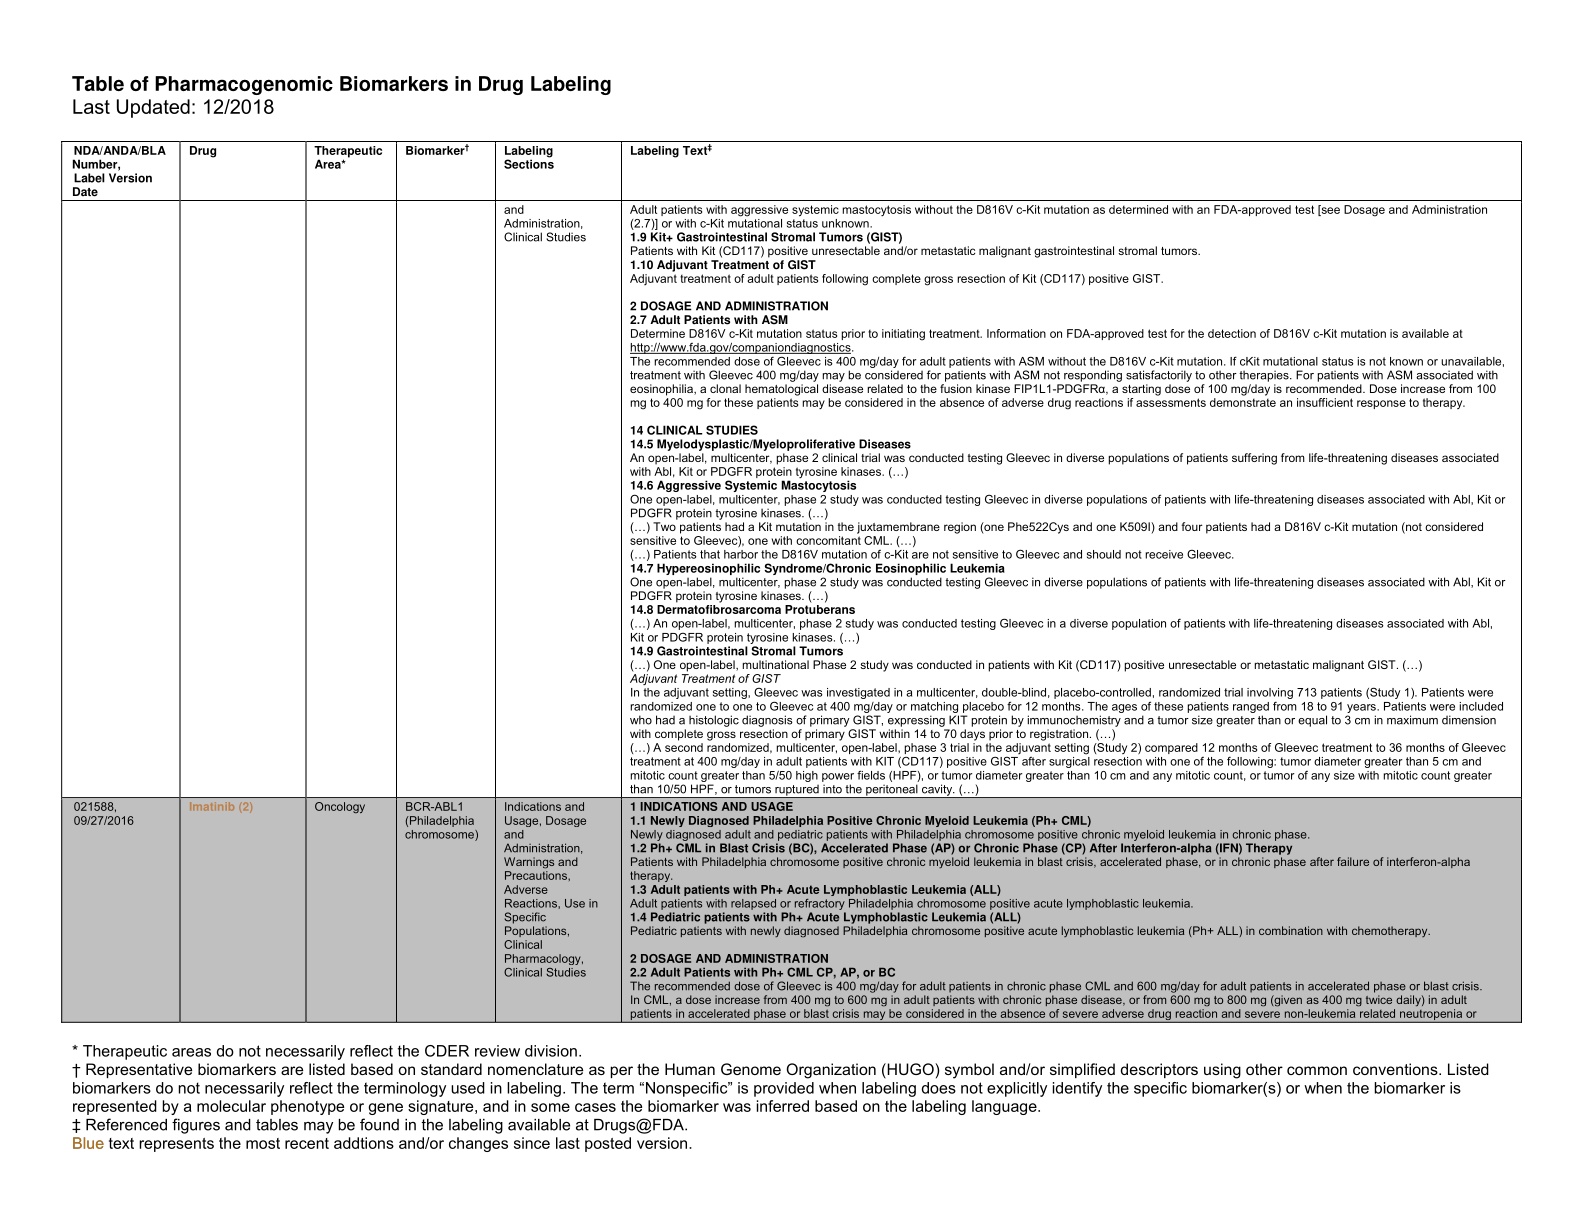 Table of Pharmacogenomic Biomarkers in Drug Labeling
Last Updated: 12/2018
NDA/ANDA/BLA
Number,
Label Version
Date
Drug
Therapeutic
Area*
Biomarker†
Labeling
Sections
Labeling Text‡
and
Administration,
Clinical Studies
Adult patients with aggressive systemic mastocytosis without the D816V c-Kit mutation as determined with an FDA-approved test [see Dosage and Administration
(2.7)] or with c-Kit mutational status unknown.
1.9 Kit+ Gastrointestinal Stromal Tumors (GIST)
Patients with Kit (CD117) positive unresectable and/or metastatic malignant gastrointestinal stromal tumors.
1.10 Adjuvant Treatment of GIST
Adjuvant treatment of adult patients following complete gross resection of Kit (CD117) positive GIST.
2 DOSAGE AND ADMINISTRATION
2.7 Adult Patients with ASM
Determine D816V c-Kit mutation status prior to initiating treatment. Information on FDA-approved test for the detection of D816V c-Kit mutation is available at
http://www.fda.gov/companiondiagnostics.
The recommended dose of Gleevec is 400 mg/day for adult patients with ASM without the D816V c-Kit mutation. If cKit mutational status is not known or unavailable,
treatment with Gleevec 400 mg/day may be considered for patients with ASM not responding satisfactorily to other therapies. For patients with ASM associated with
eosinophilia, a clonal hematological disease related to the fusion kinase FIP1L1-PDGFRα, a starting dose of 100 mg/day is recommended. Dose increase from 100
mg to 400 mg for these patients may be considered in the absence of adverse drug reactions if assessments demonstrate an insufficient response to therapy.
14 CLINICAL STUDIES
14.5 Myelodysplastic/Myeloproliferative Diseases
An open-label, multicenter, phase 2 clinical trial was conducted testing Gleevec in diverse populations of patients suffering from life-threatening diseases associated
with Abl, Kit or PDGFR protein tyrosine kinases. (…)
14.6 Aggressive Systemic Mastocytosis
One open-label, multicenter, phase 2 study was conducted testing Gleevec in diverse populations of patients with life-threatening diseases associated with Abl, Kit or
PDGFR protein tyrosine kinases. (…)
(…) Two patients had a Kit mutation in the juxtamembrane region (one Phe522Cys and one K509I) and four patients had a D816V c-Kit mutation (not considered
sensitive to Gleevec), one with concomitant CML. (…)
(…) Patients that harbor the D816V mutation of c-Kit are not sensitive to Gleevec and should not receive Gleevec.
14.7 Hypereosinophilic Syndrome/Chronic Eosinophilic Leukemia
One open-label, multicenter, phase 2 study was conducted testing Gleevec in diverse populations of patients with life-threatening diseases associated with Abl, Kit or
PDGFR protein tyrosine kinases. (…)
14.8 Dermatofibrosarcoma Protuberans
(…) An open-label, multicenter, phase 2 study was conducted testing Gleevec in a diverse population of patients with life-threatening diseases associated with Abl,
Kit or PDGFR protein tyrosine kinases. (…)
14.9 Gastrointestinal Stromal Tumors
(…) One open-label, multinational Phase 2 study was conducted in patients with Kit (CD117) positive unresectable or metastatic malignant GIST. (…)
Adjuvant Treatment of GIST
In the adjuvant setting, Gleevec was investigated in a multicenter, double-blind, placebo-controlled, randomized trial involving 713 patients (Study 1). Patients were
randomized one to one to Gleevec at 400 mg/day or matching placebo for 12 months. The ages of these patients ranged from 18 to 91 years. Patients were included
who had a histologic diagnosis of primary GIST, expressing KIT protein by immunochemistry and a tumor size greater than or equal to 3 cm in maximum dimension
with complete gross resection of primary GIST within 14 to 70 days prior to registration. (…)
(…) A second randomized, multicenter, open-label, phase 3 trial in the adjuvant setting (Study 2) compared 12 months of Gleevec treatment to 36 months of Gleevec
treatment at 400 mg/day in adult patients with KIT (CD117) positive GIST after surgical resection with one of the following: tumor diameter greater than 5 cm and
mitotic count greater than 5/50 high power fields (HPF), or tumor diameter greater than 10 cm and any mitotic count, or tumor of any size with mitotic count greater
than 10/50 HPF, or tumors ruptured into the peritoneal cavity. (…)
021588,
09/27/2016
Imatinib (2)
Oncology
BCR-ABL1
(Philadelphia
chromosome)
Indications and
Usage, Dosage
and
Administration,
Warnings and
Precautions,
Adverse
Reactions, Use in
Specific
Populations,
Clinical
Pharmacology,
Clinical Studies
1 INDICATIONS AND USAGE
1.1 Newly Diagnosed Philadelphia Positive Chronic Myeloid Leukemia (Ph+ CML)
Newly diagnosed adult and pediatric patients with Philadelphia chromosome positive chronic myeloid leukemia in chronic phase.
1.2 Ph+ CML in Blast Crisis (BC), Accelerated Phase (AP) or Chronic Phase (CP) After Interferon-alpha (IFN) Therapy
Patients with Philadelphia chromosome positive chronic myeloid leukemia in blast crisis, accelerated phase, or in chronic phase after failure of interferon-alpha
therapy.
1.3 Adult patients with Ph+ Acute Lymphoblastic Leukemia (ALL)
Adult patients with relapsed or refractory Philadelphia chromosome positive acute lymphoblastic leukemia.
1.4 Pediatric patients with Ph+ Acute Lymphoblastic Leukemia (ALL)
Pediatric patients with newly diagnosed Philadelphia chromosome positive acute lymphoblastic leukemia (Ph+ ALL) in combination with chemotherapy.
2 DOSAGE AND ADMINISTRATION
2.2 Adult Patients with Ph+ CML CP, AP, or BC
The recommended dose of Gleevec is 400 mg/day for adult patients in chronic phase CML and 600 mg/day for adult patients in accelerated phase or blast crisis.
In CML, a dose increase from 400 mg to 600 mg in adult patients with chronic phase disease, or from 600 mg to 800 mg (given as 400 mg twice daily) in adult
patients in accelerated phase or blast crisis may be considered in the absence of severe adverse drug reaction and severe non-leukemia related neutropenia or
* Therapeutic areas do not necessarily reflect the CDER review division.
† Representative biomarkers are listed based on standard nomenclature as per the Human Genome Organization (HUGO) symbol and/or simplified descriptors using other common conventions. Listed
biomarkers do not necessarily reflect the terminology used in labeling. The term “Nonspecific” is provided when labeling does not explicitly identify the specific biomarker(s) or when the biomarker is
represented by a molecular phenotype or gene signature, and in some cases the biomarker was inferred based on the labeling language.
‡ Referenced figures and tables may be found in the labeling available at Drugs@FDA.
Blue text represents the most recent addtions and/or changes since last posted version.